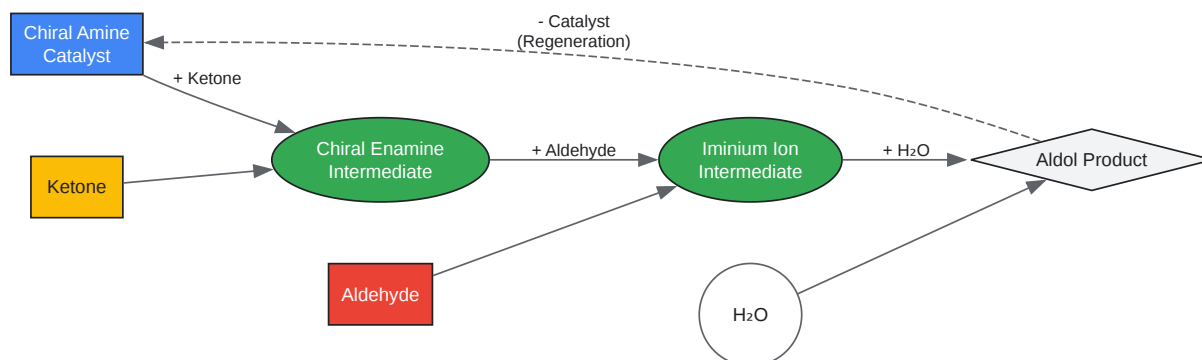 - Catalyst
(Regeneration)
Chiral Amine
Catalyst
+ Ketone
Chiral Enamine
Intermediate
+ Aldehyde
Iminium Ion
Intermediate
+ H₂O
Aldol Product
Ketone
Aldehyde
H₂O